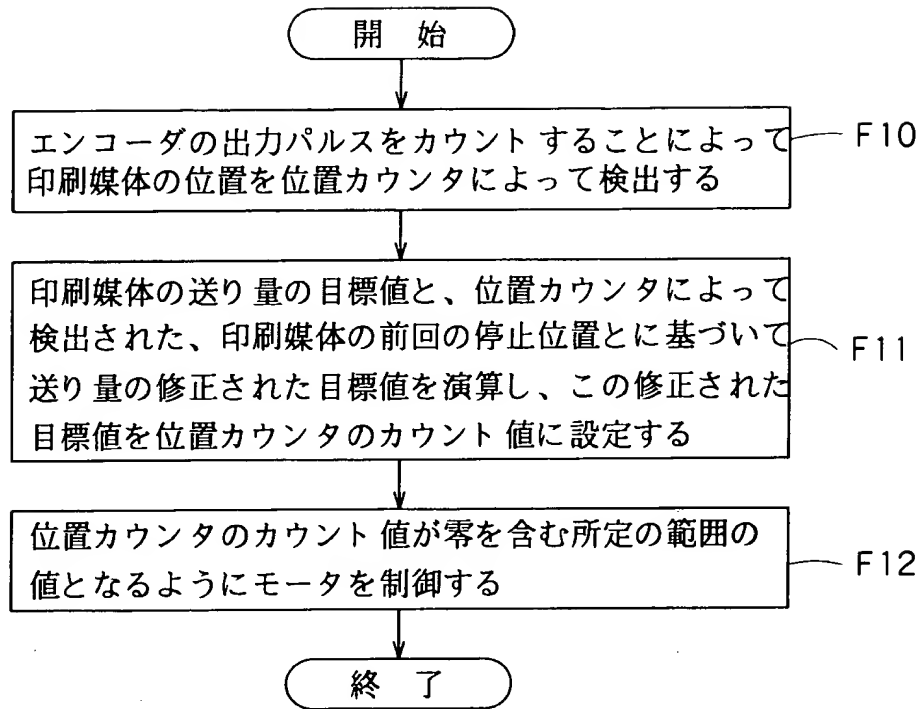 開 始
エンコーダの出力パルスをカウントすることによって
印刷媒体の位置を位置カウンタによって検出する
F10
印刷媒体の送り量の目標値と、位置カウンタによって
検出された、印刷媒体の前回の停止位置とに基づいて
送り量の修正された目標値を演算し、この修正された
目標値を位置カウンタのカウント値に設定する
F11
位置カウンタのカウント値が零を含む所定の範囲の
値となるようにモータを制御する
F12
終 了